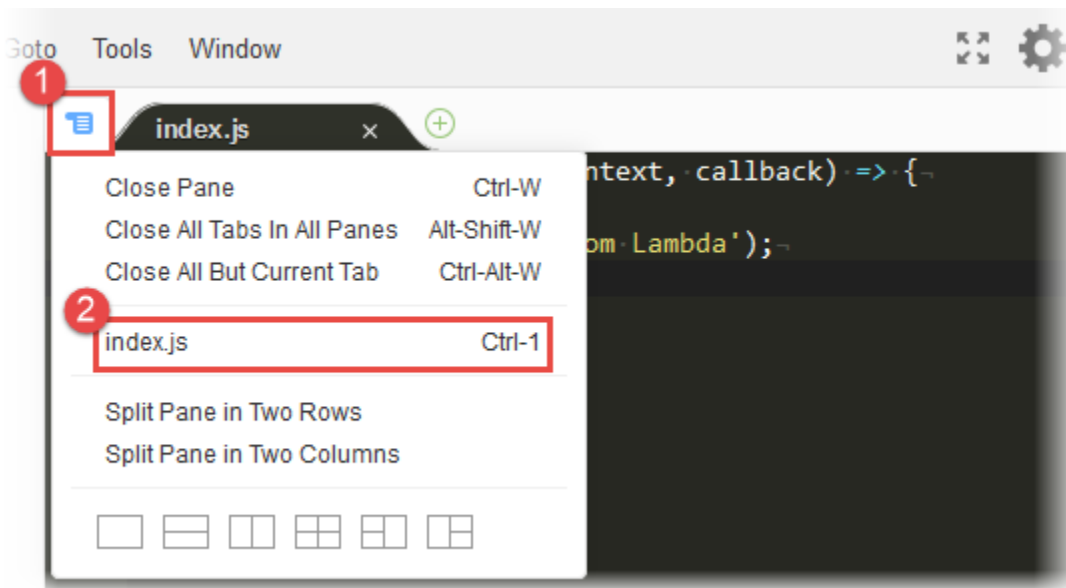 Goto Tools Window
1
index.js ×
Close Pane Ctrl-W
ntext, callback) => {¬
Close All Tabs In All Panes Alt-Shift-W
om Lambda');¬
Close All But Current Tab Ctrl-Alt-W
2
index.js Ctrl-1
Split Pane in Two Rows
Split Pane in Two Columns